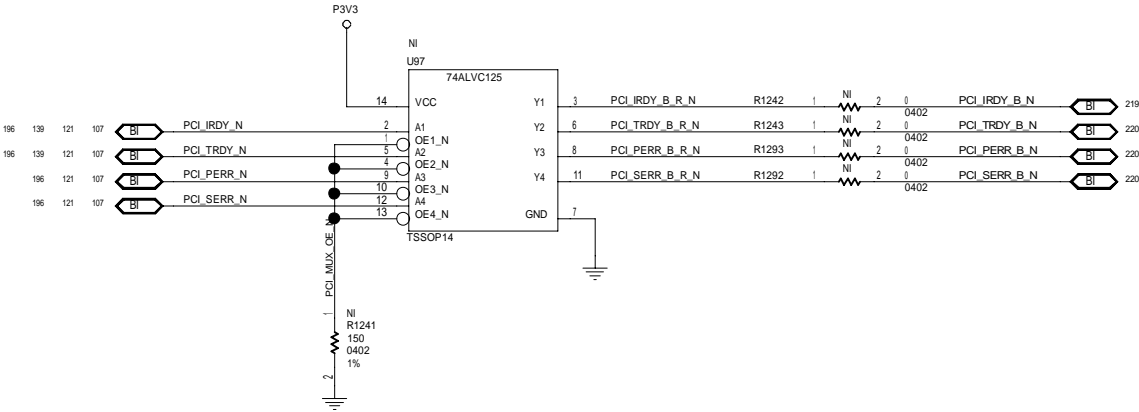 P3V3
NI
U97
74ALVC125
14 VCC Y1 3 PCI_IRDY_B_R_N R1242 1 NI 2 0 0402 PCI_IRDY_B_N BI 219
196 139 121 107 BI PCI_IRDY_N 2 A1 Y2 6 PCI_TRDY_B_R_N R1243 1 NI 2 0 0402 PCI_TRDY_B_N BI 220
1 OE1_N
196 139 121 107 BI PCI_TRDY_N 5 A2 Y3 8 PCI_PERR_B_R_N R1293 1 NI 2 0 0402 PCI_PERR_B_N BI 220
4 OE2_N
196 121 107 BI PCI_PERR_N 9 A3 Y4 11 PCI_SERR_B_R_N R1292 1 NI 2 0 0402 PCI_SERR_B_N BI 220
10 OE3_N
196 121 107 BI PCI_SERR_N 12 A4
13 OE4_N GND 7
TSSOP14
PCI_MUX_OE_N
1
NI
R1241
150
0402
1%
2